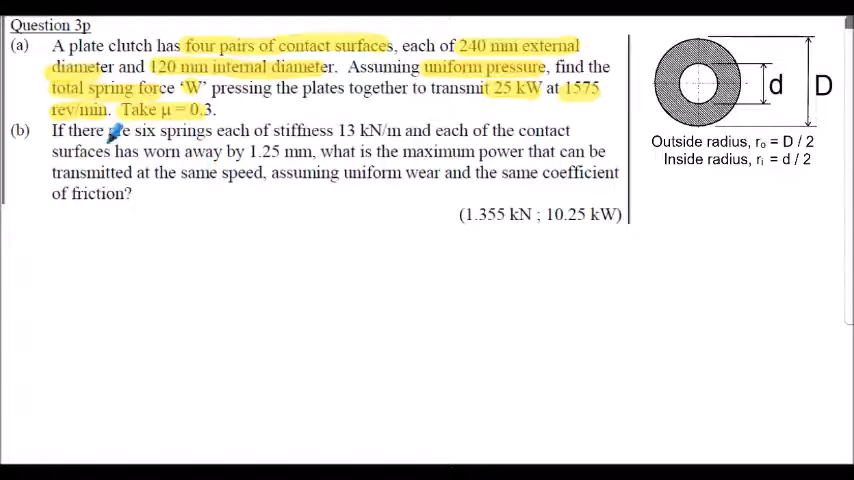 Question 3p
(a) A plate clutch has four pairs of contact surfaces, each of 240 mm external
diameter and 120 mm internal diameter. Assuming uniform pressure, find the
total spring force ‘W’ pressing the plates together to transmit 25 kW at 1575
rev/min. Take μ = 0.3.
(b) If there are six springs each of stiffness 13 kN/m and each of the contact
surfaces has worn away by 1.25 mm, what is the maximum power that can be
transmitted at the same speed, assuming uniform wear and the same coefficient
of friction?
(1.355 kN ; 10.25 kW)
d
D
Outside radius, rₒ = D / 2
Inside radius, rᵢ = d / 2